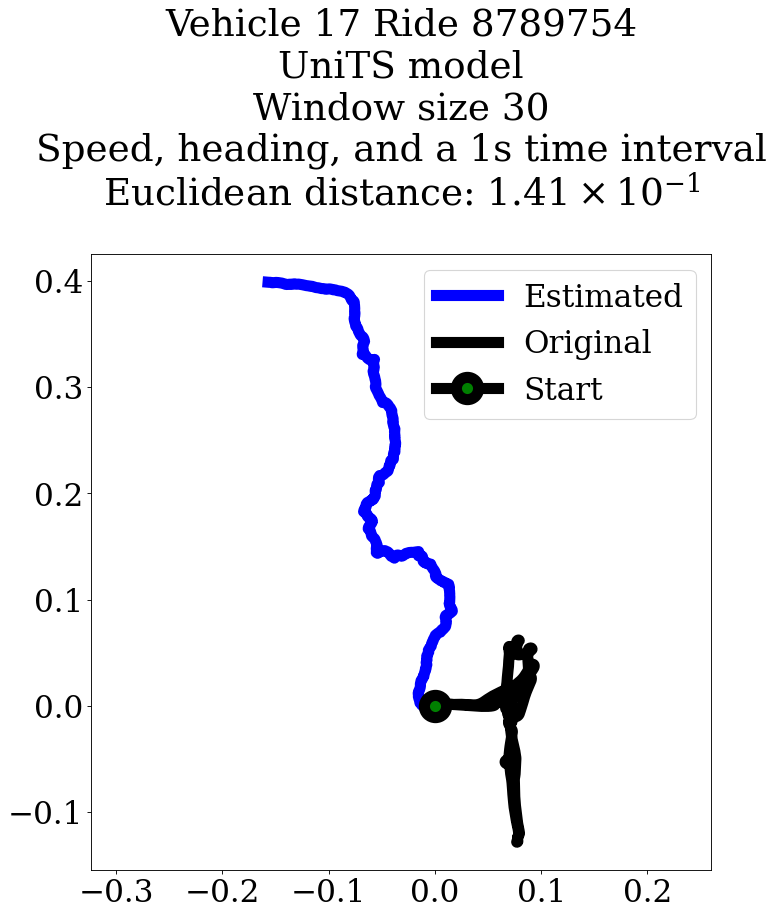 Vehicle 17 Ride 8789754
UniTS model
Window size 30
Speed, heading, and a 1s time interval
Euclidean distance: 1.41 × 10⁻¹
Estimated
Original
Start
0.4
0.3
0.2
0.1
0.0
−0.1
−0.3 −0.2 −0.1 0.0 0.1 0.2